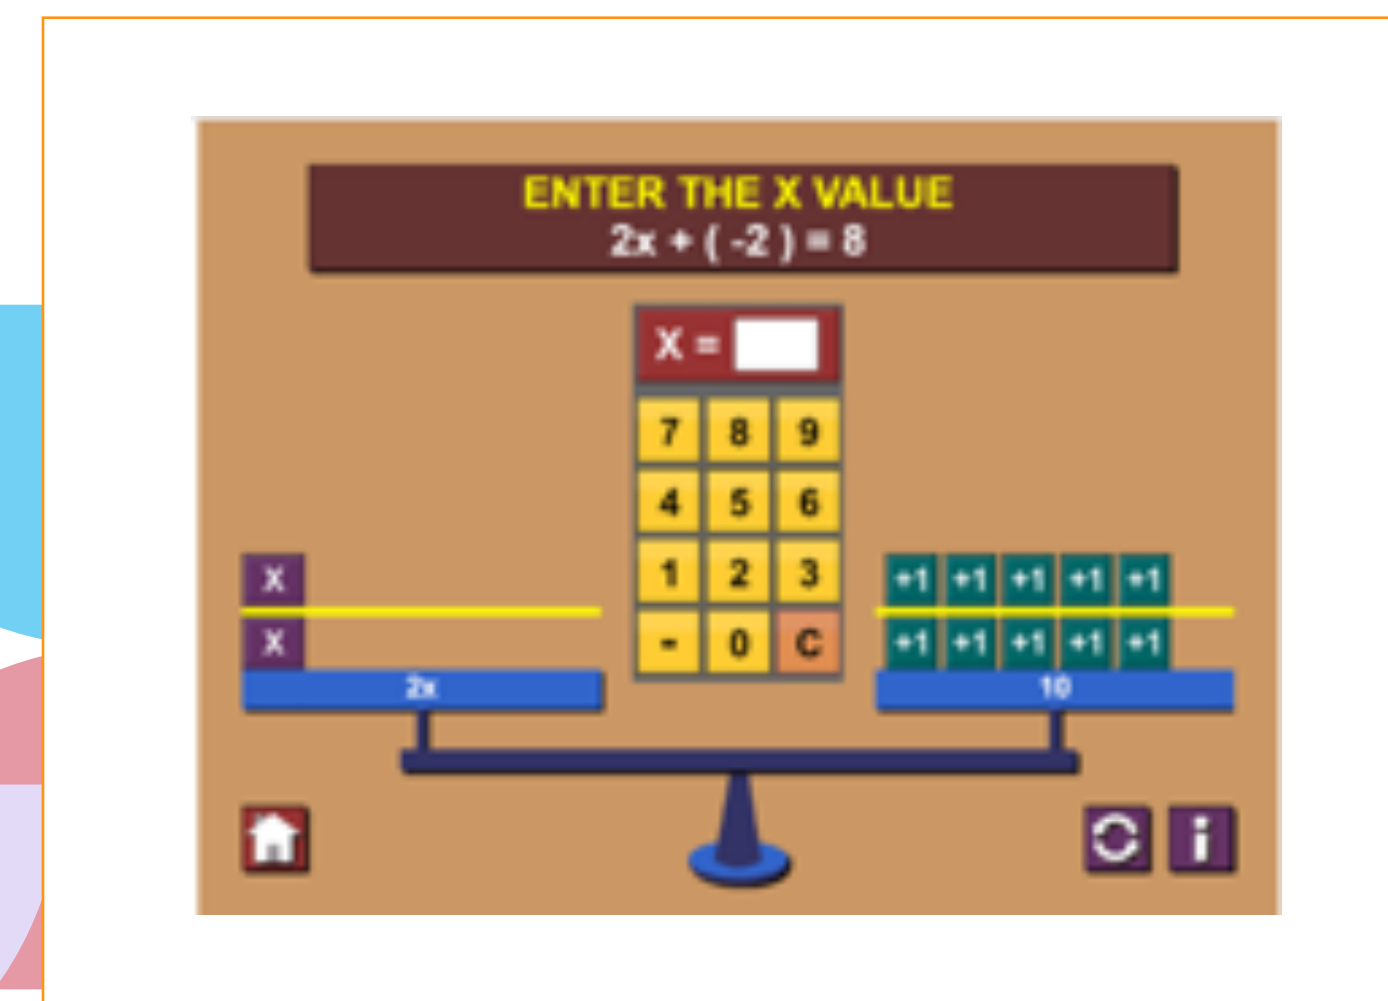 ENTER THE X VALUE
2x + ( -2 ) = 8
X =
7 8 9
4 5 6
1 2 3
- 0 C
X
X
2x
+1 +1 +1 +1 +1
+1 +1 +1 +1 +1
10
i